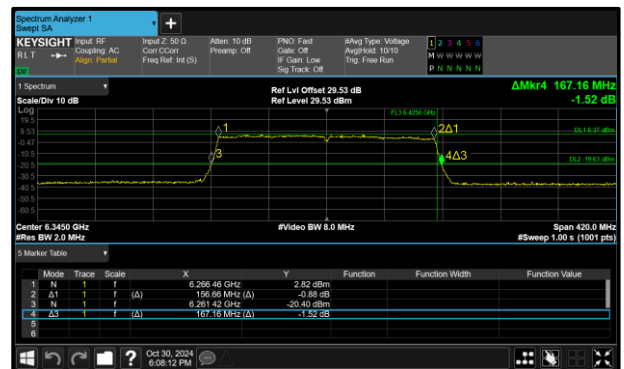 Spectrum Analyzer 1
Swept SA
+
KEYSIGHT Input: RF Input Z: 50 Ω Atten: 10 dB PNO: Fast #Avg Type: Voltage 1 2 3 4 5 6
R L T Coupling: AC Corr CCorr Preamp: Off Gate: Off Avg|Hold: 10/10 M W W W W W
Align: Partial Freq Ref: Int (S) IF Gain: Low Trig: Free Run
Sig Track: Off P N N N N N
LXI
1 Spectrum
Ref Lvl Offset 29.53 dB ΔMkr4 167.16 MHz
Scale/Div 10 dB Ref Level 29.53 dBm -1.52 dB
Log
19.5 FL3 6.4250 GHz
9.53 1 2Δ1 DL1 6.37 dBm
-0.47
-10.5 3 4Δ3
-20.5 DL2 -19.63 dBm
-30.5
-40.5
-50.5
-60.5
Center 6.3450 GHz #Video BW 8.0 MHz Span 420.0 MHz
#Res BW 2.0 MHz #Sweep 1.00 s (1001 pts)
5 Marker Table
Mode Trace Scale X Y Function Function Width Function Value
1 N 1 f 6.266 46 GHz 2.82 dBm
2 Δ1 1 f (Δ) 156.66 MHz (Δ) -0.88 dB
3 N 1 f 6.261 42 GHz -20.40 dBm
4 Δ3 1 f (Δ) 167.16 MHz (Δ) -1.52 dB
5
6
? Oct 30, 2024
6:08:12 PM